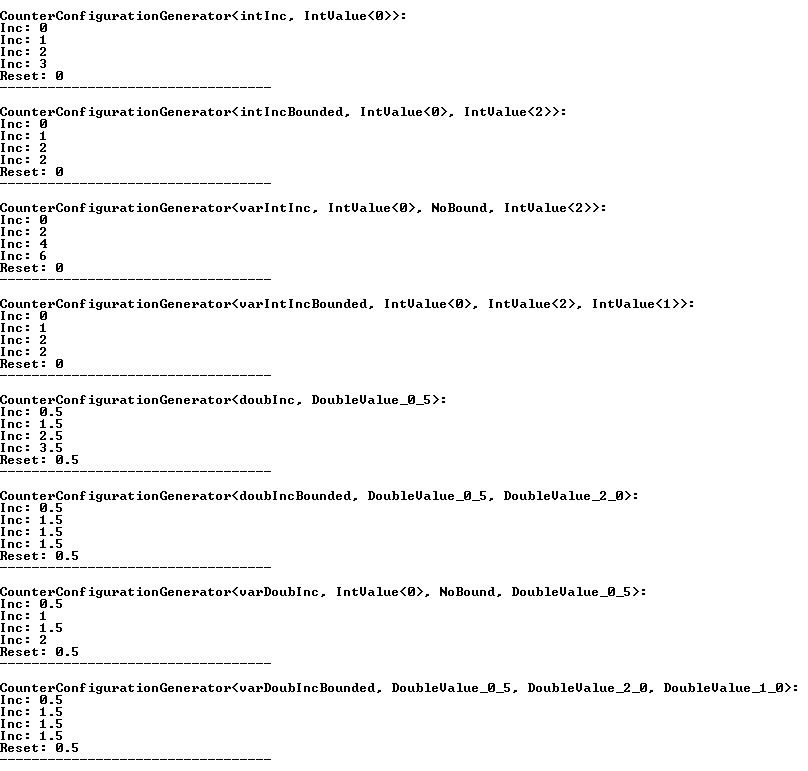 CounterConfigurationGenerator<intInc, IntValue<0>>:
Inc: 0
Inc: 1
Inc: 2
Inc: 3
Reset: 0
----------------------------------
CounterConfigurationGenerator<intIncBounded, IntValue<0>, IntValue<2>>:
Inc: 0
Inc: 1
Inc: 2
Inc: 2
Reset: 0
----------------------------------
CounterConfigurationGenerator<varIntInc, IntValue<0>, NoBound, IntValue<2>>:
Inc: 0
Inc: 2
Inc: 4
Inc: 6
Reset: 0
----------------------------------
CounterConfigurationGenerator<varIntIncBounded, IntValue<0>, IntValue<2>, IntValue<1>>:
Inc: 0
Inc: 1
Inc: 2
Inc: 2
Reset: 0
----------------------------------
CounterConfigurationGenerator<doubInc, DoubleValue_0_5>:
Inc: 0.5
Inc: 1.5
Inc: 2.5
Inc: 3.5
Reset: 0.5
----------------------------------
CounterConfigurationGenerator<doubIncBounded, DoubleValue_0_5, DoubleValue_2_0>:
Inc: 0.5
Inc: 1.5
Inc: 1.5
Inc: 1.5
Reset: 0.5
----------------------------------
CounterConfigurationGenerator<varDoubInc, IntValue<0>, NoBound, DoubleValue_0_5>:
Inc: 0.5
Inc: 1
Inc: 1.5
Inc: 2
Reset: 0.5
----------------------------------
CounterConfigurationGenerator<varDoubIncBounded, DoubleValue_0_5, DoubleValue_2_0, DoubleValue_1_0>:
Inc: 0.5
Inc: 1.5
Inc: 1.5
Inc: 1.5
Reset: 0.5
----------------------------------